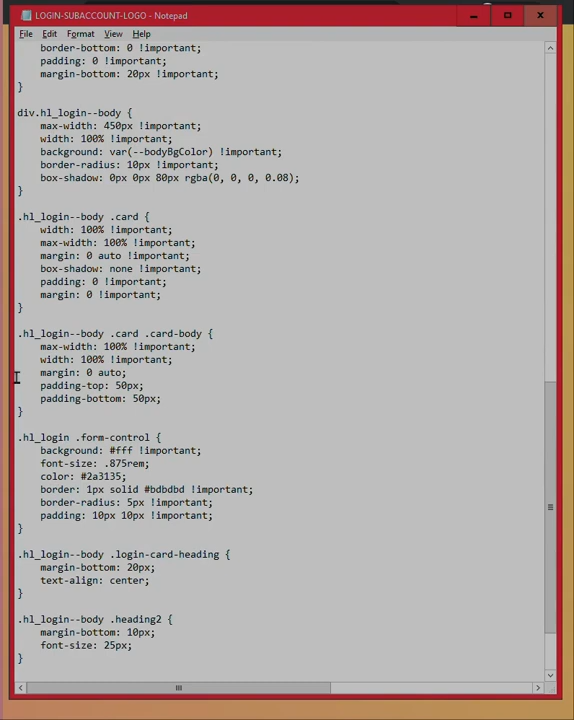 LOGIN-SUBACCOUNT-LOGO - Notepad
File Edit Format View Help
border-bottom: 0 !important;
padding: 0 !important;
margin-bottom: 20px !important;
}
div.hl_login--body {
max-width: 450px !important;
width: 100% !important;
background: var(--bodyBgColor) !important;
border-radius: 10px !important;
box-shadow: 0px 0px 80px rgba(0, 0, 0, 0.08);
}
.hl_login--body .card {
width: 100% !important;
max-width: 100% !important;
margin: 0 auto !important;
box-shadow: none !important;
padding: 0 !important;
margin: 0 !important;
}
.hl_login--body .card .card-body {
max-width: 100% !important;
width: 100% !important;
margin: 0 auto;
padding-top: 50px;
padding-bottom: 50px;
}
.hl_login .form-control {
background: #fff !important;
font-size: .875rem;
color: #2a3135;
border: 1px solid #bdbdbd !important;
border-radius: 5px !important;
padding: 10px 10px !important;
}
.hl_login--body .login-card-heading {
margin-bottom: 20px;
text-align: center;
}
.hl_login--body .heading2 {
margin-bottom: 10px;
font-size: 25px;
}